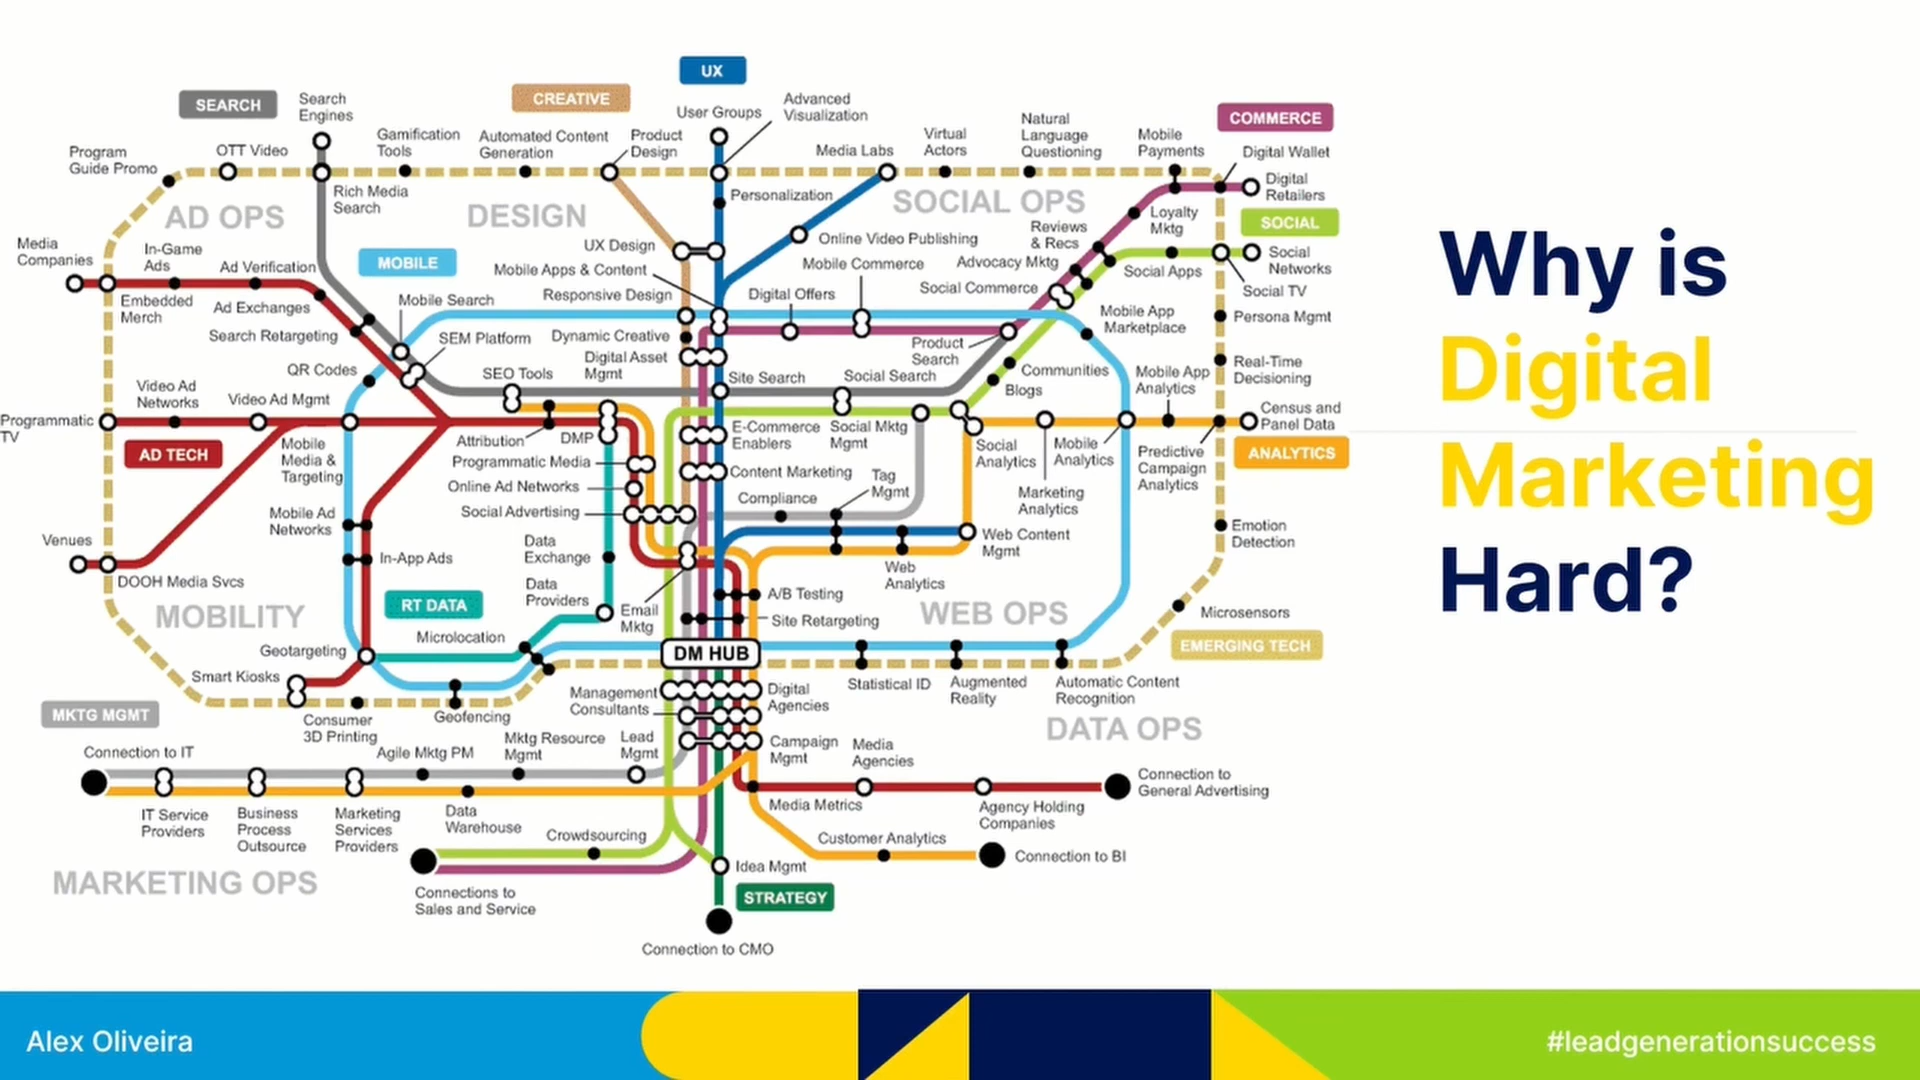 UX
SEARCH
Search
Engines
CREATIVE
User Groups
Advanced
Visualization
COMMERCE
Program
Guide Promo
OTT Video
Gamification
Tools
Automated Content
Generation
Product
Design
Media Labs
Virtual
Actors
Natural
Language
Questioning
Mobile
Payments
Digital Wallet
Digital
Retailers
Rich Media
Search
Personalization
AD OPS
DESIGN
SOCIAL OPS
Loyalty
Mktg
SOCIAL
Media
Companies
In-Game
Ads
Ad Verification
MOBILE
UX Design
Online Video Publishing
Reviews
& Recs
Social
Networks
Mobile Apps & Content
Mobile Commerce
Advocacy Mktg
Social Apps
Embedded
Merch
Ad Exchanges
Mobile Search
Responsive Design
Digital Offers
Social Commerce
Social TV
Search Retargeting
SEM Platform
Dynamic Creative
Product
Search
Mobile App
Marketplace
Persona Mgmt
QR Codes
SEO Tools
Digital Asset
Mgmt
Site Search
Social Search
Communities
Blogs
Mobile App
Analytics
Real-Time
Decisioning
Video Ad
Networks
Video Ad Mgmt
Programmatic
TV
Census and
Panel Data
AD TECH
Mobile
Media &
Targeting
Attribution
DMP
E-Commerce
Enablers
Social Mktg
Mgmt
Social
Analytics
Mobile
Analytics
Predictive
Campaign
Analytics
ANALYTICS
Programmatic Media
Content Marketing
Tag
Mgmt
Online Ad Networks
Compliance
Marketing
Analytics
Social Advertising
Mobile Ad
Networks
Web Content
Mgmt
Emotion
Detection
Venues
In-App Ads
Data
Exchange
Web
Analytics
DOOH Media Svcs
Data
Providers
A/B Testing
MOBILITY
RT DATA
Email
Mktg
Site Retargeting
WEB OPS
Microsensors
Microlocation
Geotargeting
DM HUB
EMERGING TECH
Smart Kiosks
Management
Consultants
Digital
Agencies
Statistical ID
Augmented
Reality
Automatic Content
Recognition
MKTG MGMT
Consumer
3D Printing
Geofencing
DATA OPS
Connection to IT
Agile Mktg PM
Mktg Resource
Mgmt
Lead
Mgmt
Campaign
Mgmt
Media
Agencies
Connection to
General Advertising
IT Service
Providers
Business
Process
Outsource
Marketing
Services
Providers
Data
Warehouse
Media Metrics
Agency Holding
Companies
Crowdsourcing
Customer Analytics
Connection to BI
Idea Mgmt
MARKETING OPS
Connections to
Sales and Service
STRATEGY
Connection to CMO
Why is
Digital
Marketing
Hard?
Alex Oliveira
#leadgenerationsuccess